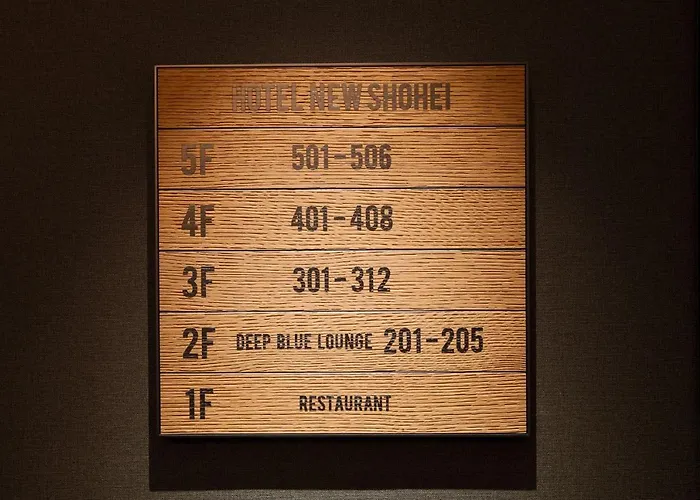 HOTEL NEW SHOHEI
5F 501-506
4F 401-408
3F 301-312
2F DEEP BLUE LOUNGE 201-205
1F RESTAURANT